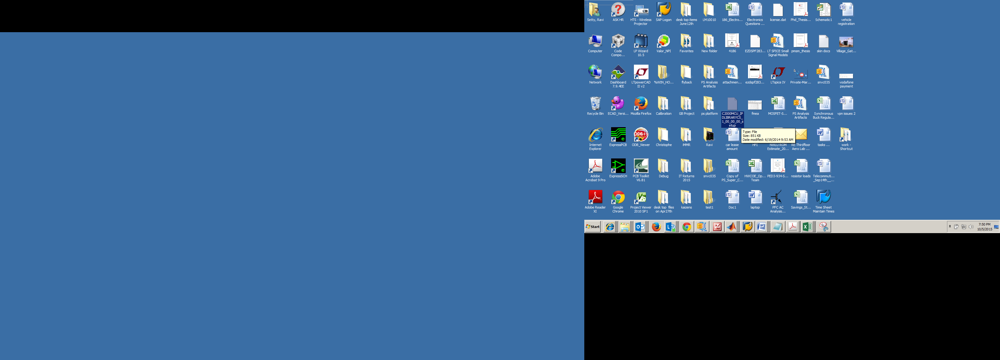 Setty, Ravi
ASK HR
HTS - Wireless
Projector
SAP Logon
desk top items
June12th
LM10010
186_Electro...
Electronics
Questions ...
license.dat
Phd_Thesis...
Schematic1
vehicle
registration
Computer
Code
Compo...
LP Wizard
10.5
Valor_NPI
Favorites
New folder
4186
EZDSPF283...
LT SPICE Small
Signal Models
pmsm_thesis
skin docs
Village_Gat...
Network
Dashboard
7.9.4EE
LTpowerCAD
II v2
%WIN_HO...
flyback
PS Analysis
Artifacts
attachmen...
ezdspf283...
LTspice IV
Private-Mar...
snvc035
vodafone
payment
Recycle Bin
ECAD_Versi...
Mozilla Firefox
Calibration
GB Project
ps platform
C2000MCU_IP
DLIBRARYCS_
1_00_00_00_s
etup
fmea
MOSFET-S...
PS Analysis
Artifacts
Synchronous
Buck Regula...
vpn issues 2
Type: File
Size: 851 KB
Date modified: 6/19/2014 9:53 AM
Internet
Explorer
ExpressPCB
ODB++
ODB_Viewer
Christophe
iMMR
Ravi
car lease
amount
HFI
NWLU ROM
Estimate_20...
RE Thirdfloor
Aero Lab ...
tasks ...
work -
Shortcut
Adobe
Acrobat 9 Pro
ExpressSCH
PCB Toolkit
V6.81
Debug
IT Returns
2015
snvc035
Copy of
PS_Super_C...
HWCOE_Op...
Team
PED3-934-S...
resistor loads
Telecommuti...
_Sep14th__...
Adobe Reader
XI
Google
Chrome
Project Viewer
2010 SP1
desk top files
on Apr27th
kaizens
test1
Doc1
laptop
PFC AC
Analysis...
Savings_St...
Time Sheet
Maintain Times
Start
7:50 PM
10/5/2015